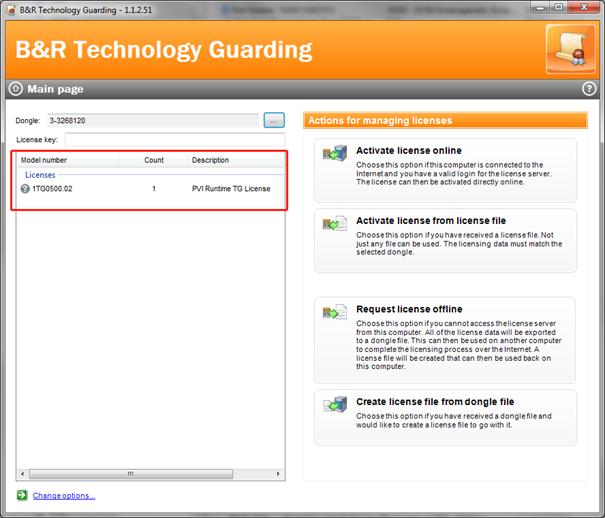 B&R Technology Guarding - 1.1.2.51
B&R Technology Guarding
Main page
?
Dongle: 3-3268120 ...
License key:
Model number Count Description
Licenses
? 1TG0500.02 1 PVI Runtime TG License
Change options...
Actions for managing licenses
Activate license online
Choose this option if this computer is connected to the
Internet and you have a valid login for the license server.
The license can then be activated directly online.
Activate license from license file
Choose this option if you have received a license file. Not
just any file can be used. The licensing data must match the
selected dongle.
Request license offline
Choose this option if you cannot access the license server
from this computer. All of the license data will be exported
to a dongle file. This can then be used on another computer
to complete the licensing process over the Internet. A
license file will be created that can then be used back on
this computer.
Create license file from dongle file
Choose this option if you have received a dongle file and
would like to create a license file to go with it.